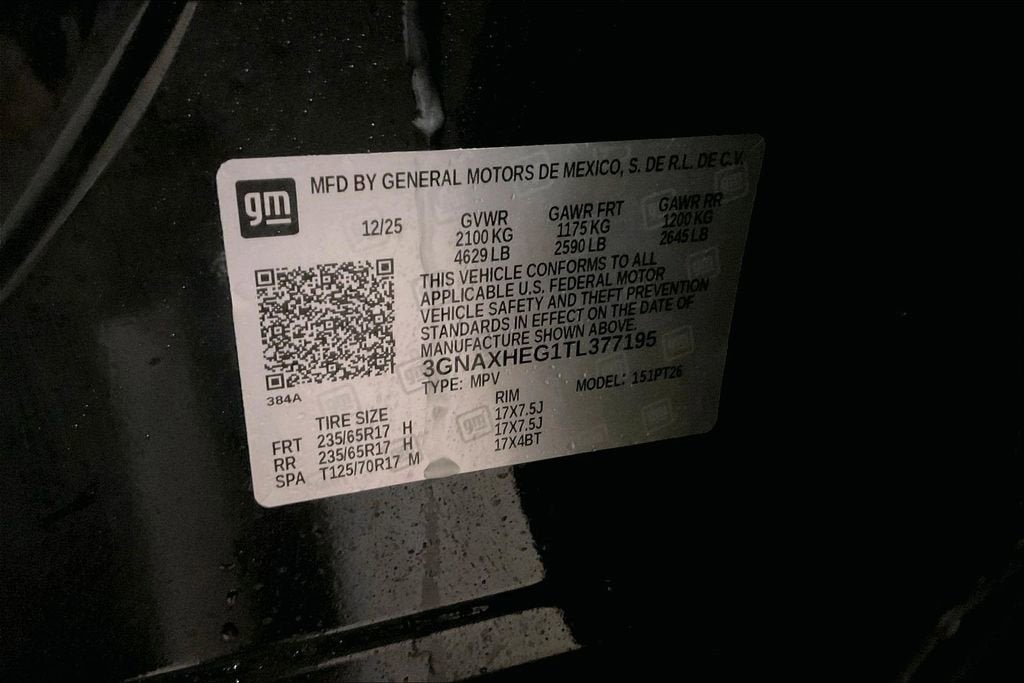 gm
MFD BY GENERAL MOTORS DE MEXICO, S. DE R.L. DE C.V.
12/25
GVWR GAWR FRT GAWR RR
2100 KG 1175 KG 1200 KG
4629 LB 2590 LB 2645 LB
THIS VEHICLE CONFORMS TO ALL
APPLICABLE U.S. FEDERAL MOTOR
VEHICLE SAFETY AND THEFT PREVENTION
STANDARDS IN EFFECT ON THE DATE OF
MANUFACTURE SHOWN ABOVE.
3GNAXHEG1TL377195
TYPE: MPV MODEL: 151PT26
384A
TIRE SIZE RIM
FRT 235/65R17 H 17X7.5J
RR 235/65R17 H 17X7.5J
SPA T125/70R17 M 17X4BT